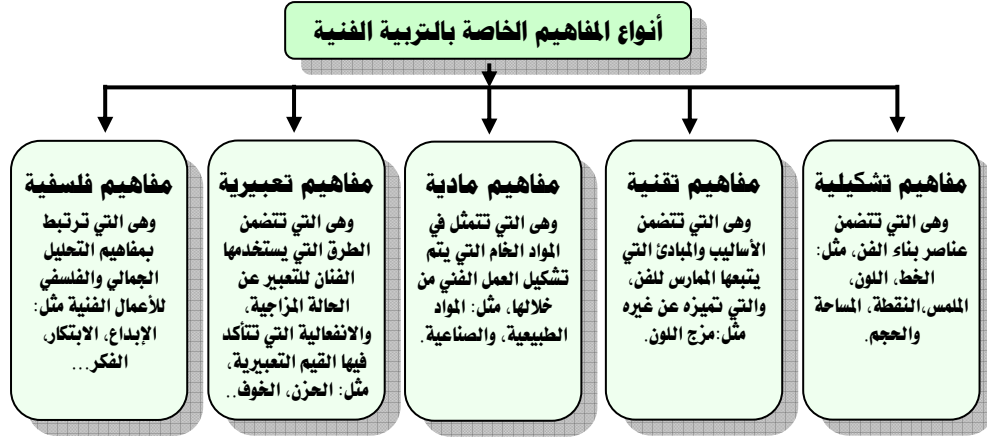 أنواع المفاهيم الخاصة بالتربية الفنية
مفاهيم تشكيلية
وهى التي تتضمن
عناصر بناء الفن، مثل:
الخط، اللون،
الملمس،النقطة، المساحة
والحجم.
مفاهيم تقنية
وهى التي تتضمن
الأساليب والمبادئ التي
يتبعها الممارس للفن،
والتي تميزه عن غيره
مثل:مزج اللون.
مفاهيم مادية
وهى التي تتمثل في
المواد الخام التي يتم
تشكيل العمل الفني من
خلالها، مثل: المواد
الطبيعية، والصناعية.
مفاهيم تعبيرية
وهى التي تتضمن
الطرق التي يستخدمها
الفنان للتعبير عن
الحالة المزاجية،
والانفعالية التي تتأكد
فيها القيم التعبيرية،
مثل: الحزن، الخوف..
مفاهيم فلسفية
وهى التي ترتبط
بمفاهيم التحليل
الجمالي والفلسفي
للأعمال الفنية مثل:
الإبداع، الابتكار،
الفكر...